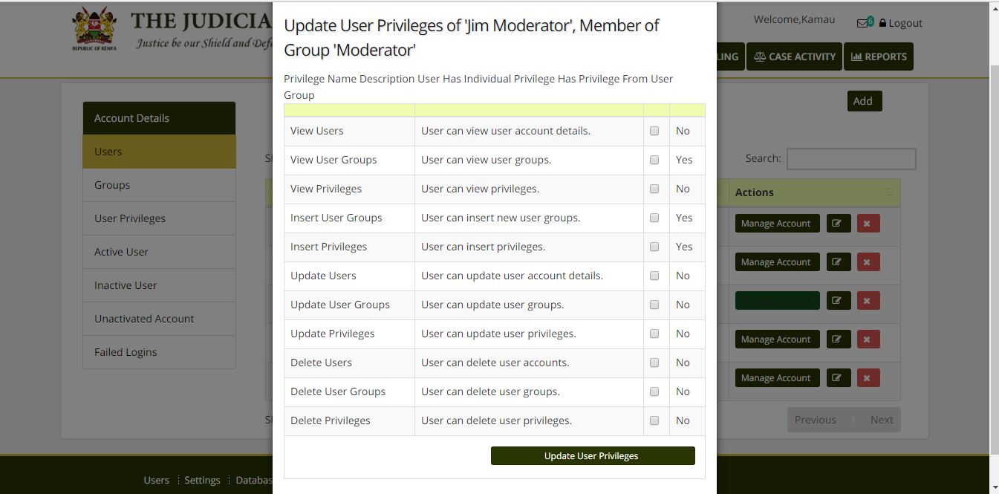 THE JUDICIA
Justice be our Shield and Defe
REPUBLIC OF KENYA
Welcome,Kamau
6
Logout
LING
CASE ACTIVITY
REPORTS
Update User Privileges of 'Jim Moderator', Member of
Group 'Moderator'
Privilege Name Description User Has Individual Privilege Has Privilege From User
Group
View Users User can view user account details. No
View User Groups User can view user groups. Yes
View Privileges User can view privileges. No
Insert User Groups User can insert new user groups. Yes
Insert Privileges User can insert privileges. Yes
Update Users User can update user account details. No
Update User Groups User can update user groups. No
Update Privileges User can update user privileges. No
Delete Users User can delete user accounts. No
Delete User Groups User can delete user groups. No
Delete Privileges User can delete user privileges. No
Update User Privileges
Account Details
Users
Groups
User Privileges
Active User
Inactive User
Unactivated Account
Failed Logins
Add
Search:
Actions
Manage Account
Manage Account
Manage Account
Manage Account
Manage Account
Previous 1 Next
Users Settings Databas